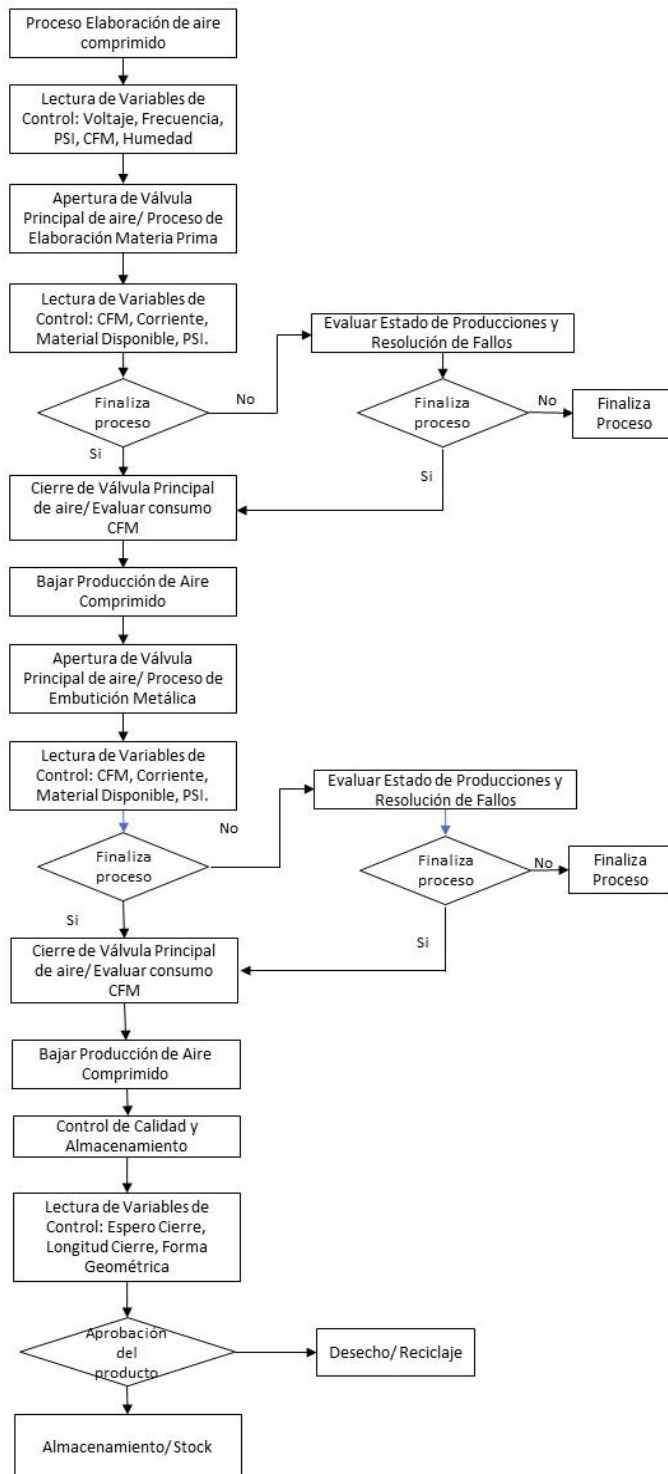 Proceso Elaboración de aire
comprimido
Lectura de Variables de
Control: Voltaje, Frecuencia,
PSI, CFM, Humedad
Apertura de Válvula
Principal de aire/ Proceso de
Elaboración Materia Prima
Lectura de Variables de
Control: CFM, Corriente,
Material Disponible, PSI.
Evaluar Estado de Producciones y
Resolución de Fallos
Finaliza
proceso
No
Finaliza
proceso
No
Finaliza
Proceso
Si
Si
Cierre de Válvula Principal
de aire/ Evaluar consumo
CFM
Bajar Producción de Aire
Comprimido
Apertura de Válvula
Principal de aire/ Proceso de
Embutición Metálica
Lectura de Variables de
Control: CFM, Corriente,
Material Disponible, PSI.
Evaluar Estado de Producciones y
Resolución de Fallos
No
Finaliza
proceso
Finaliza
proceso
No
Finaliza
Proceso
Si
Si
Cierre de Válvula Principal
de aire/ Evaluar consumo
CFM
Bajar Producción de Aire
Comprimido
Control de Calidad y
Almacenamiento
Lectura de Variables de
Control: Espero Cierre,
Longitud Cierre, Forma
Geométrica
Aprobación
del
producto
Desecho/ Reciclaje
Almacenamiento/ Stock